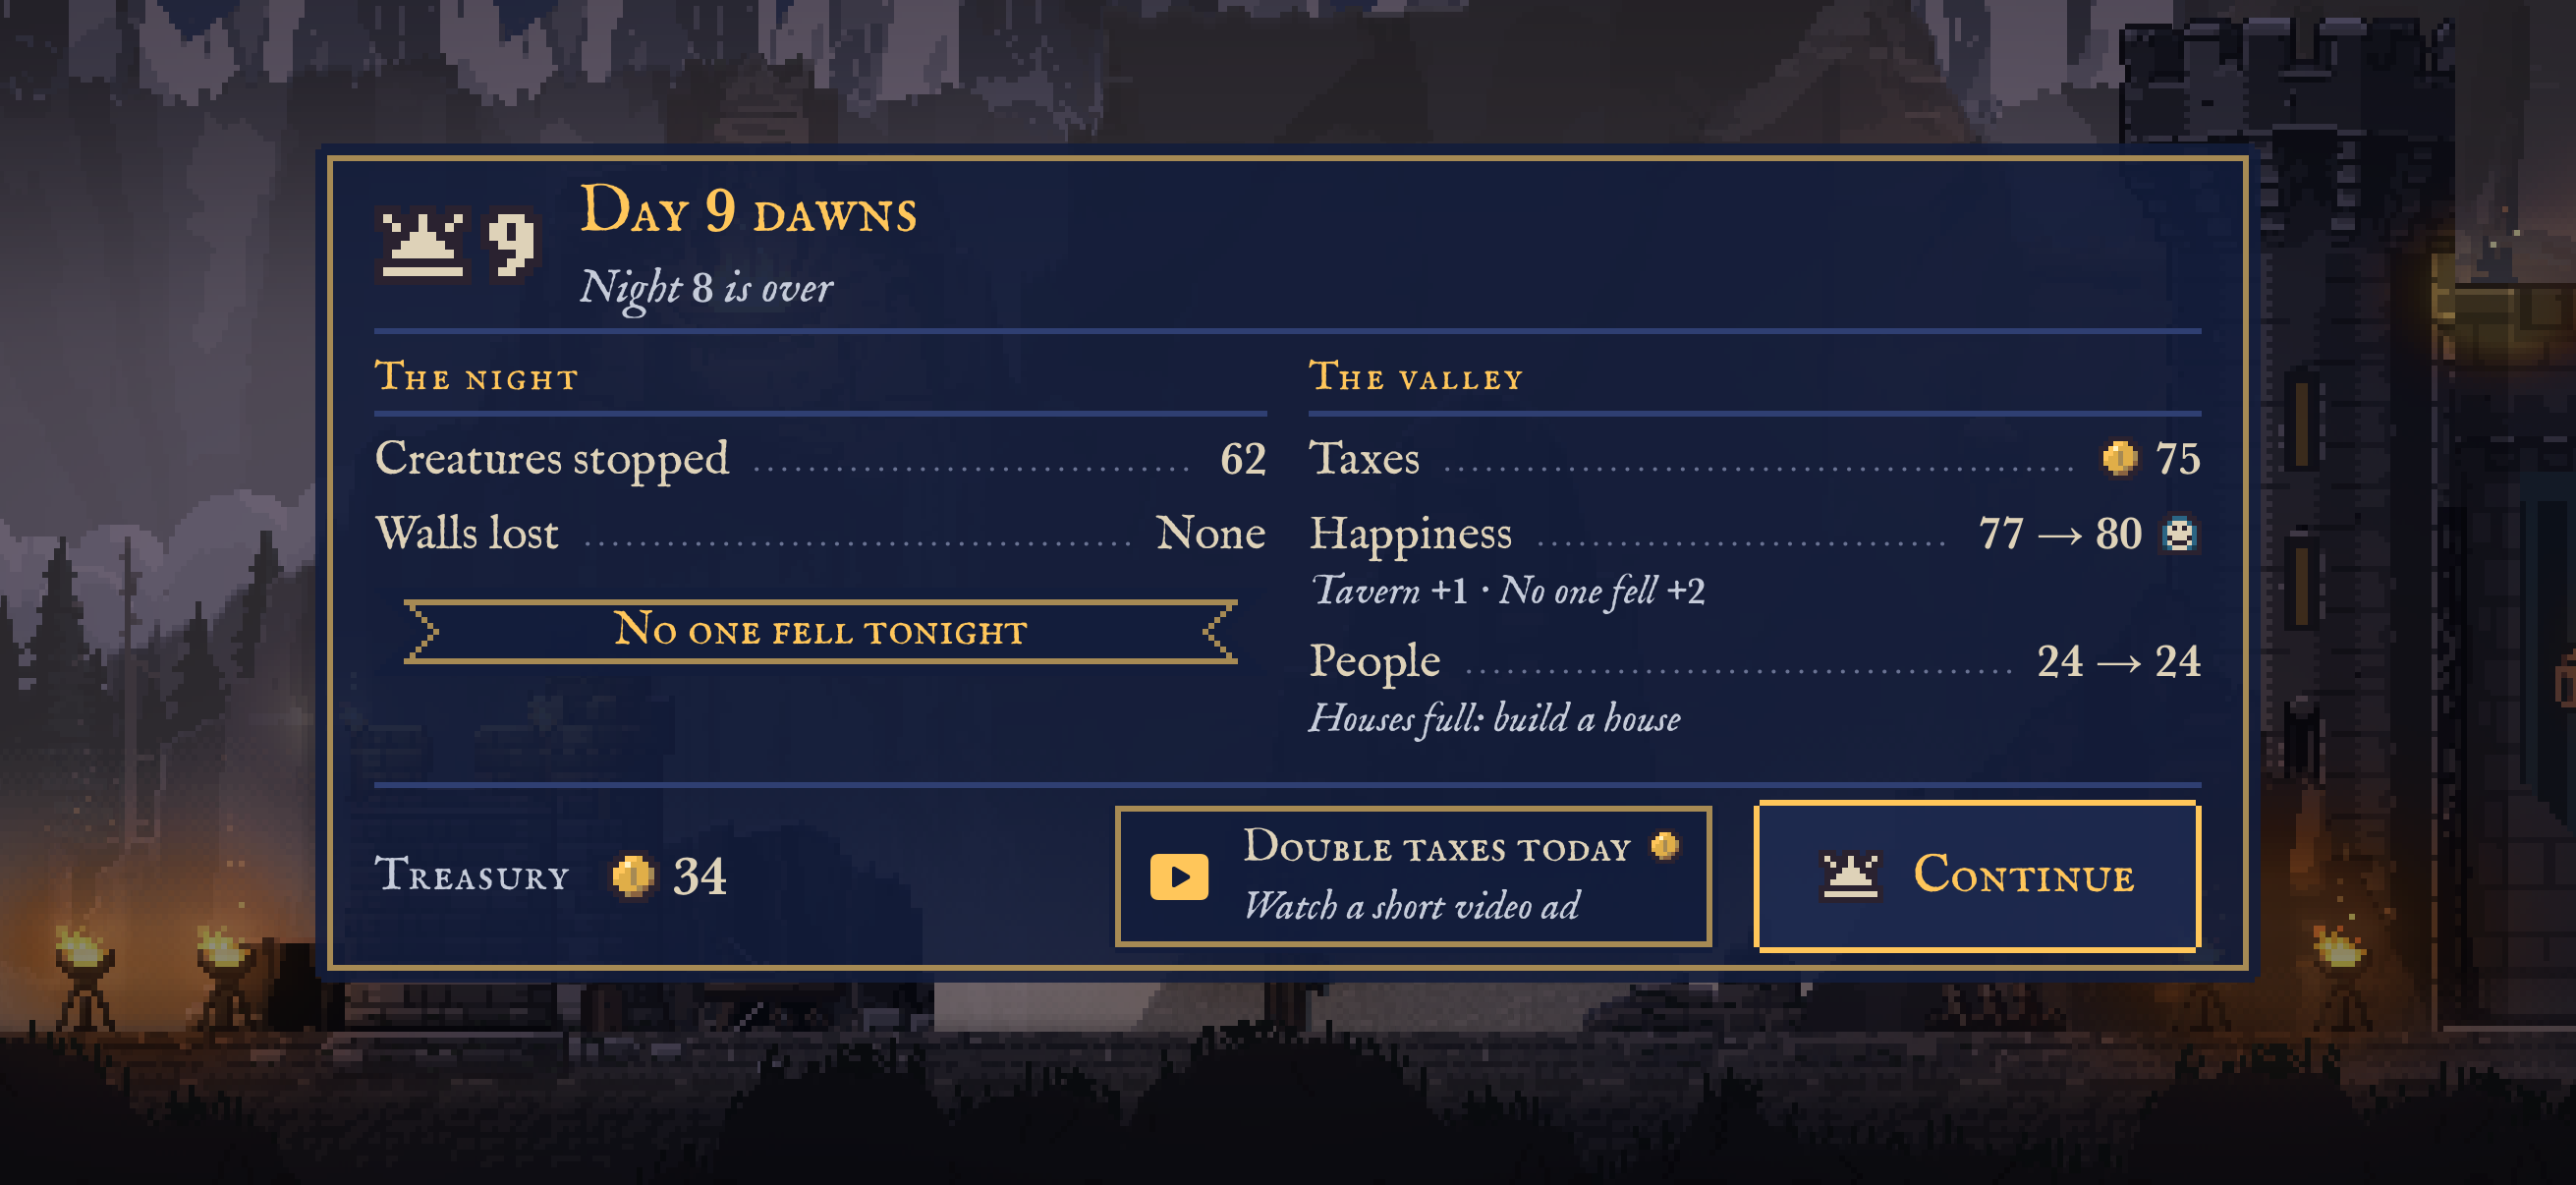 9
Day 9 dawns
Night 8 is over
The night
Creatures stopped 62
Walls lost None
No one fell tonight
The valley
Taxes 75
Happiness 77 → 80
Tavern +1 · No one fell +2
People 24 → 24
Houses full: build a house
Treasury 34
Double taxes today
Watch a short video ad
Continue